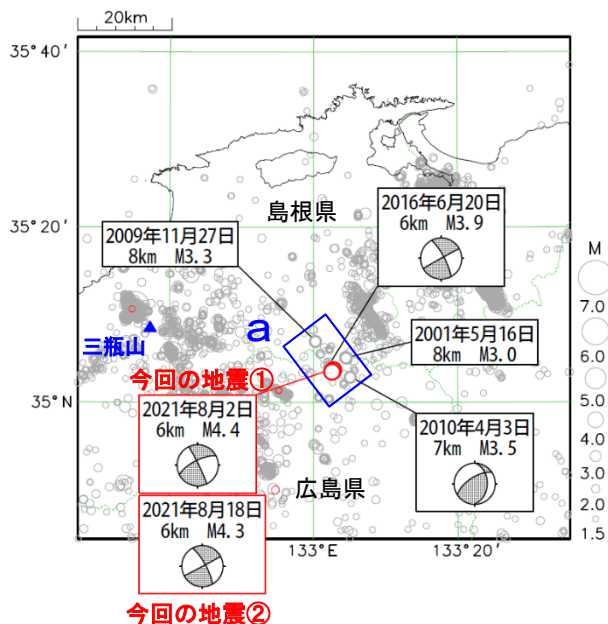 20km
35°40′
島根県
2016年6月20日
6km M3.9
35°20′
2009年11月27日
8km M3.3
M
7.0
6.0
5.0
4.0
3.0
2.0
1.5
a
三瓶山
2001年5月16日
8km M3.0
今回の地震①
35°N
2021年8月2日
6km M4.4
2010年4月3日
7km M3.5
広島県
2021年8月18日
6km M4.3
133°E
133°20′
今回の地震②